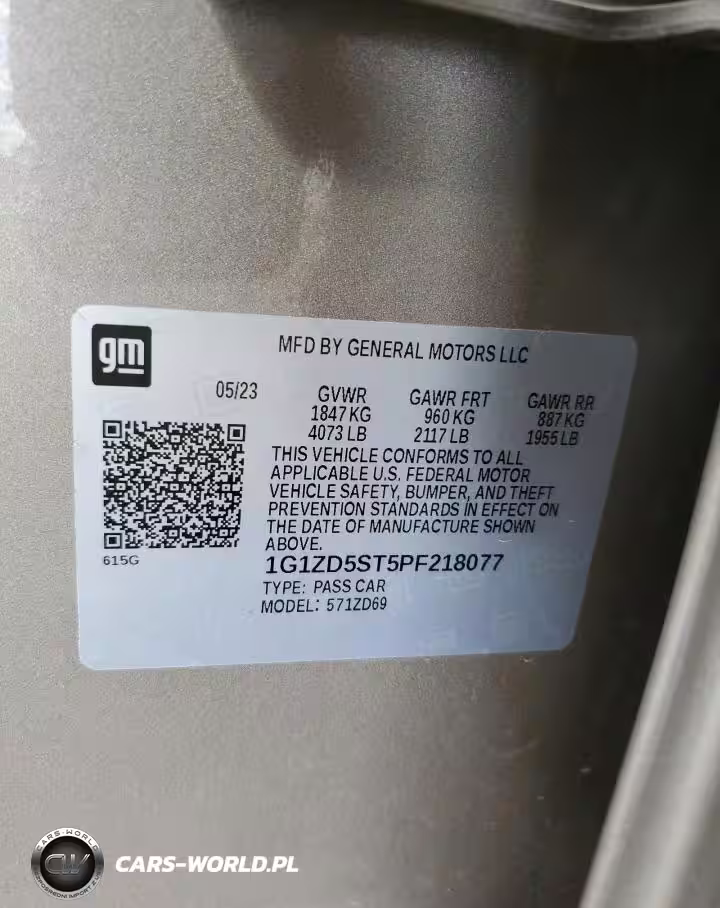 gm
MFD BY GENERAL MOTORS LLC
05/23
GVWR GAWR FRT GAWR RR
1847 KG 960 KG 887 KG
4073 LB 2117 LB 1955 LB
THIS VEHICLE CONFORMS TO ALL
APPLICABLE U.S. FEDERAL MOTOR
VEHICLE SAFETY, BUMPER, AND THEFT
PREVENTION STANDARDS IN EFFECT ON
THE DATE OF MANUFACTURE SHOWN
ABOVE.
615G
1G1ZD5ST5PF218077
TYPE: PASS CAR
MODEL: 571ZD69
CARS-WORLD
CW
CARS-WORLD.PL